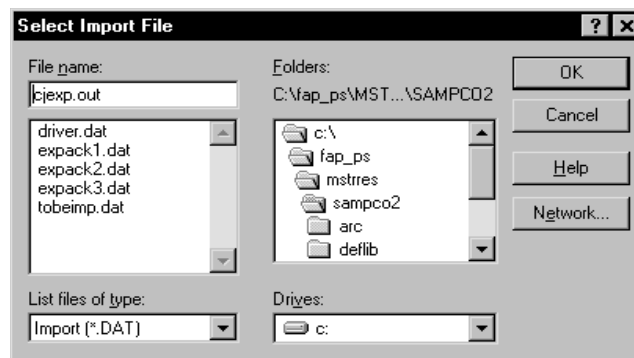 Select Import File
File name:
cjexp.out
driver.dat
expack1.dat
expack2.dat
expack3.dat
tobeimp.dat
List files of type:
Import (*.DAT)
Folders:
C:\fap_ps\MST...\SAMPCO2
c:\
fap_ps
mstrres
sampco2
arc
deflib
Drives:
c:
OK
Cancel
Help
Network...